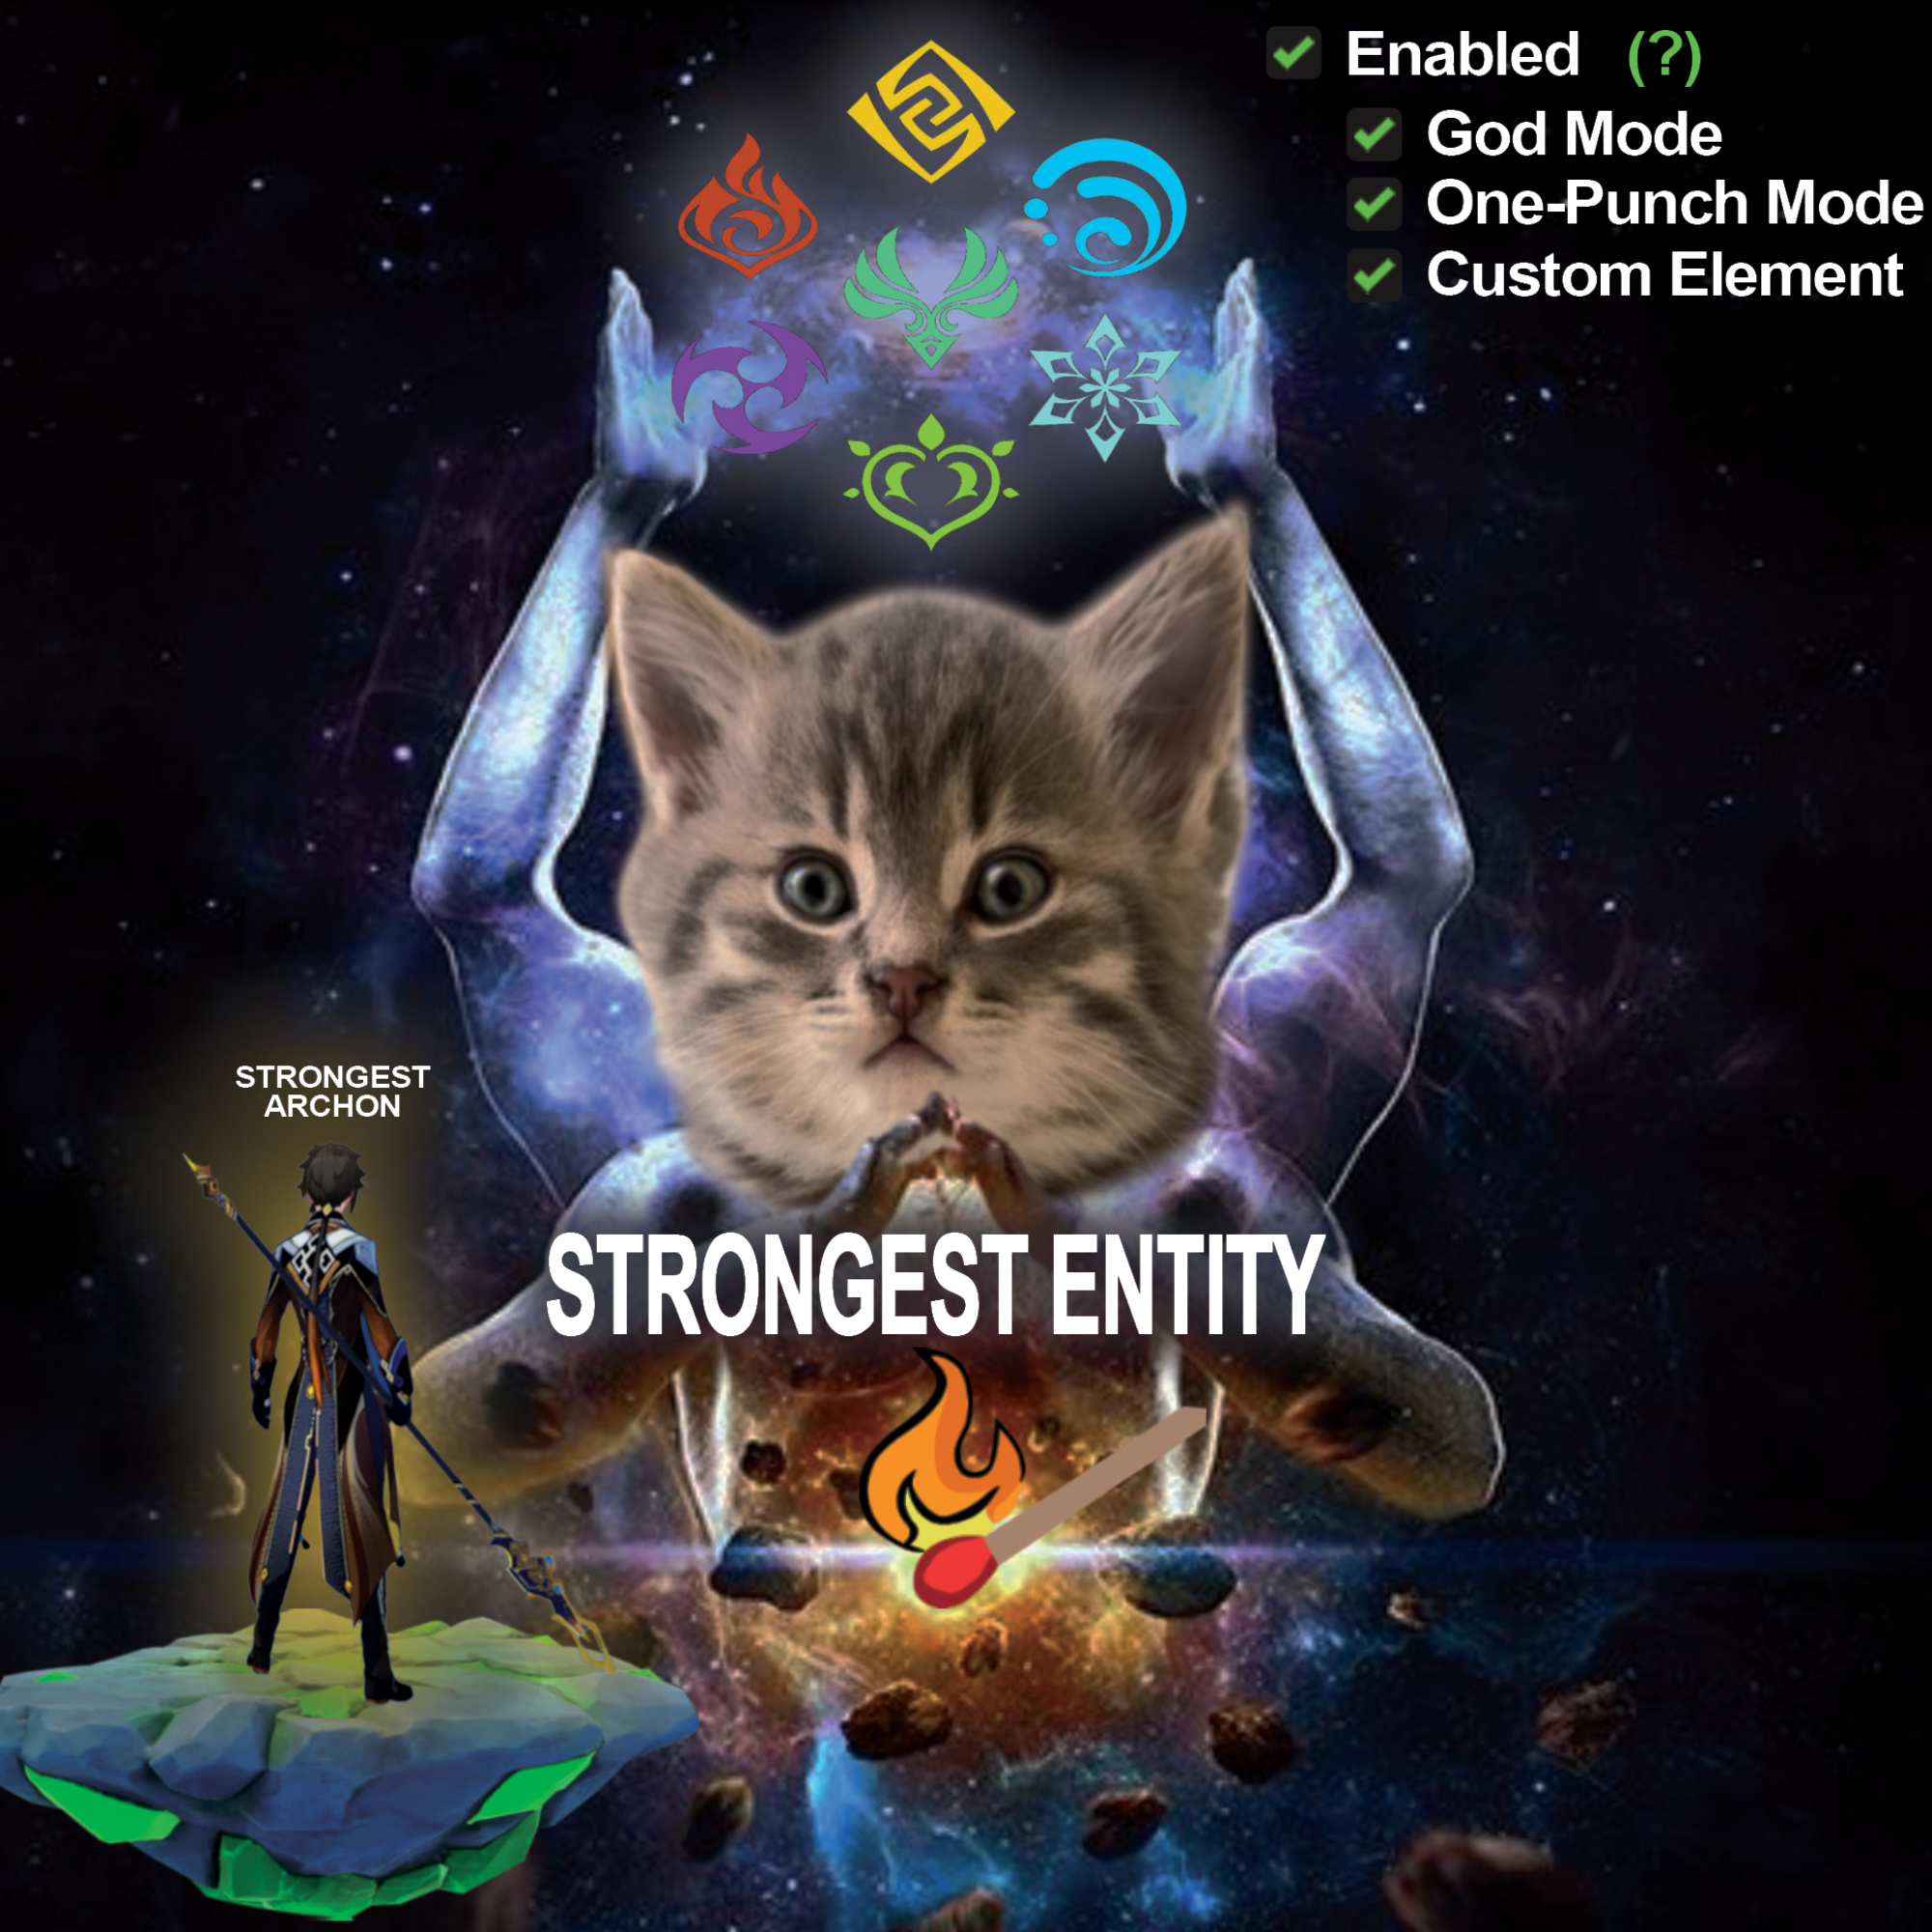 Enabled (?)
God Mode
One-Punch Mode
Custom Element
STRONGEST
ARCHON
STRONGEST ENTITY